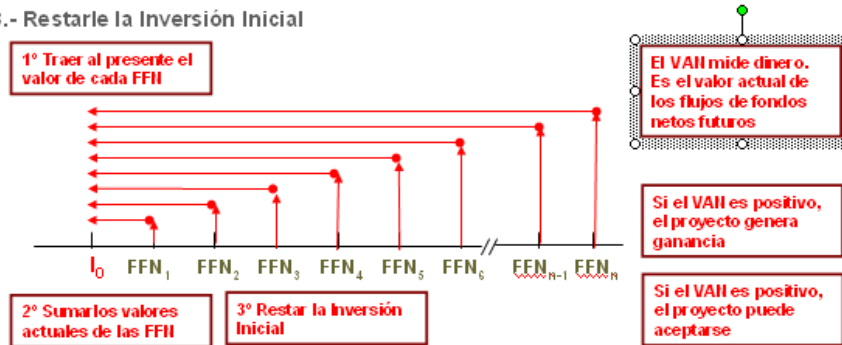 3.- Restarle la Inversión Inicial
1º Traer al presente el
valor de cada FFN
El VAN mide dinero.
Es el valor actual de
los flujos de fondos
netos futuros
Si el VAN es positivo,
el proyecto genera
ganancia
I0 FFN1 FFN2 FFN3 FFN4 FFN5 FFN6 // FFNn-1 FFNn
2º Sumarlos valores
actuales de las FFN
3º Restar la Inversión
Inicial
Si el VAN es positivo,
el proyecto puede
aceptarse